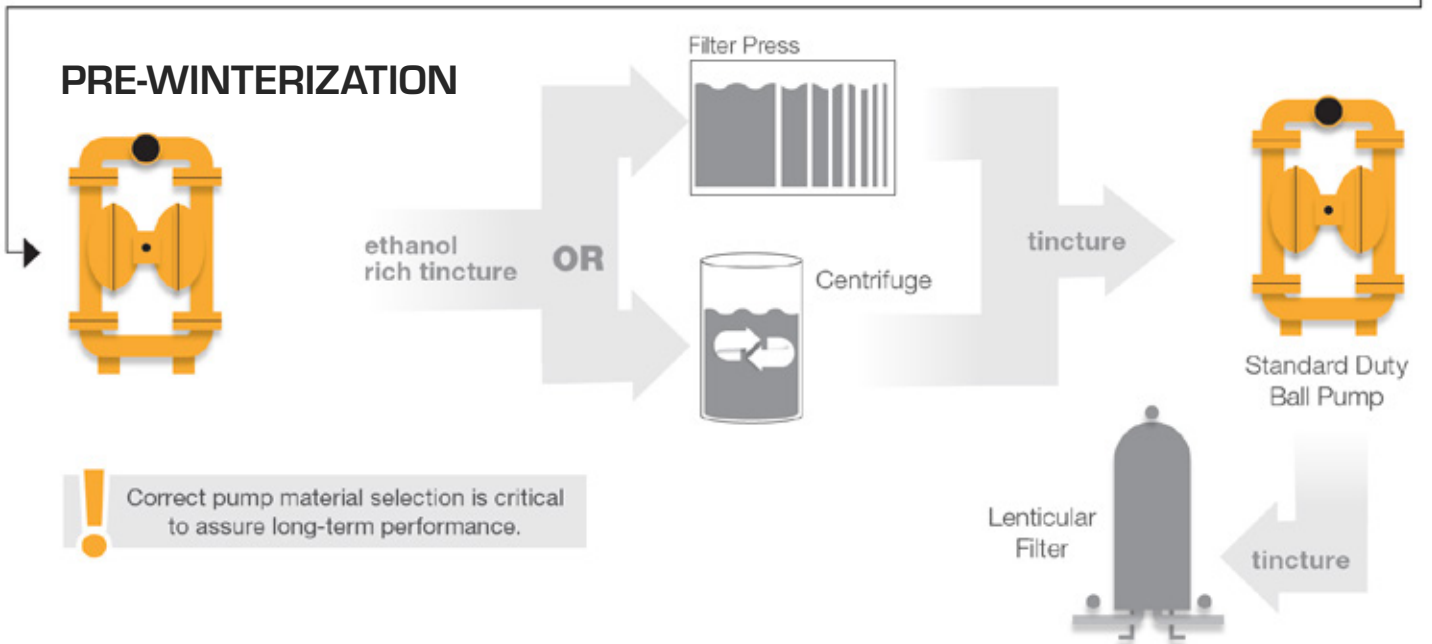 PRE-WINTERIZATION
Filter Press
ethanol
rich tincture
OR
Centrifuge
tincture
Standard Duty
Ball Pump
Correct pump material selection is critical
to assure long-term performance.
Lenticular
Filter
tincture